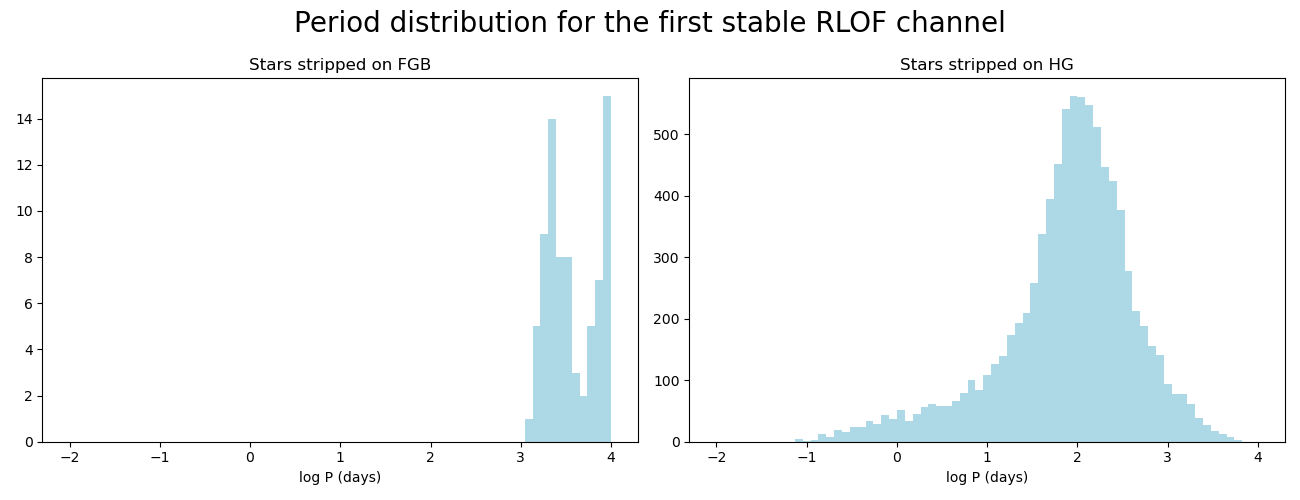 Period distribution for the first stable RLOF channel
Stars stripped on FGB
Stars stripped on HG
14
12
10
8
6
4
2
0
−2 −1 0 1 2 3 4
log P (days)
500
400
300
200
100
0
−2 −1 0 1 2 3 4
log P (days)